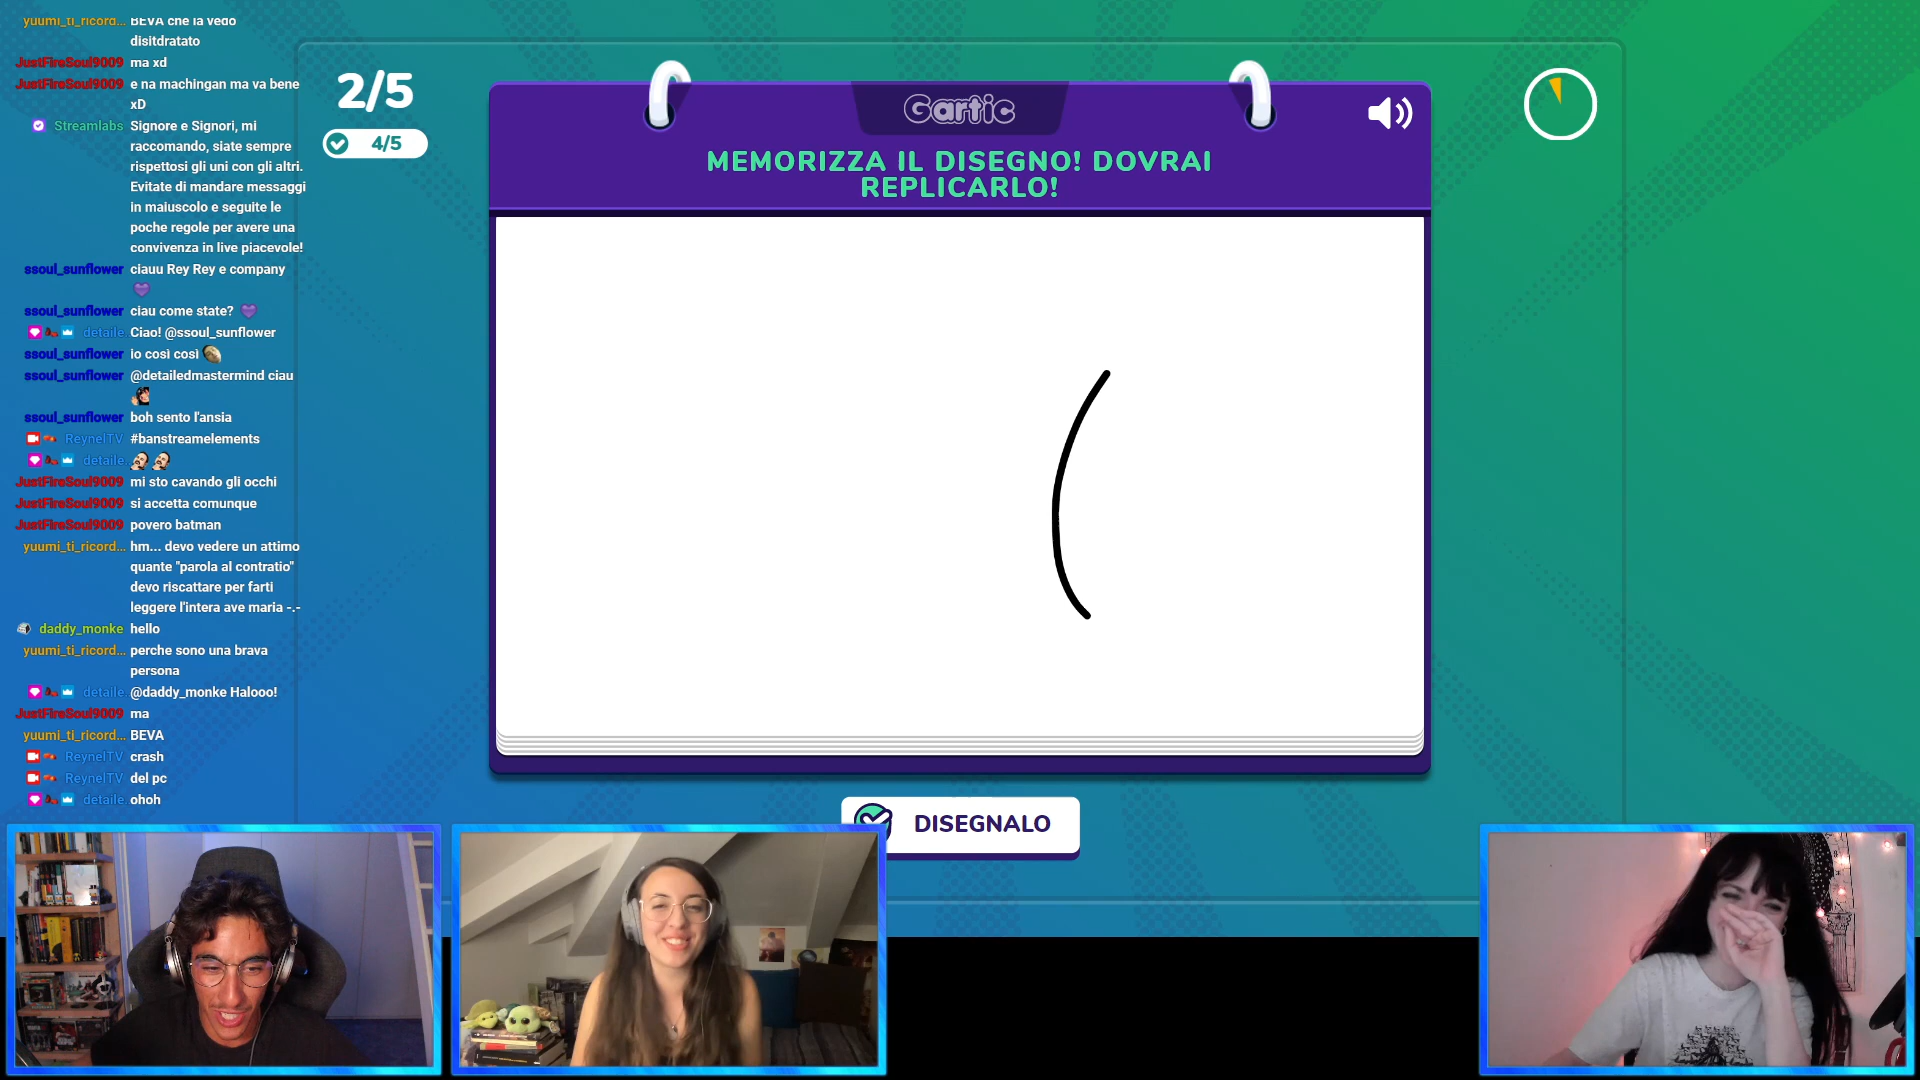 yuumi_ti_ricord... BEVA che la vedo
disitdratato
JustFireSoul9009 ma xd
JustFireSoul9009 e na machingan ma va bene
xD
Streamlabs Signore e Signori, mi
raccomando, siate sempre
rispettosi gli uni con gli altri.
Evitate di mandare messaggi
in maiuscolo e seguite le
poche regole per avere una
convivenza in live piacevole!
ssoul_sunflower ciauu Rey Rey e company
ssoul_sunflower ciau come state?
detaile Ciao! @ssoul_sunflower
ssoul_sunflower io così così
ssoul_sunflower @detailedmastermind ciau
ssoul_sunflower boh sento l'ansia
ReynelTV #banstreamelements
detaile
JustFireSoul9009 mi sto cavando gli occhi
JustFireSoul9009 si accetta comunque
JustFireSoul9009 povero batman
yuumi_ti_ricord... hm... devo vedere un attimo
quante "parola al contratio"
devo riscattare per farti
leggere l'intera ave maria -.-
daddy_monke hello
yuumi_ti_ricord... perche sono una brava
persona
detaile @daddy_monke Halooo!
JustFireSoul9009 ma
yuumi_ti_ricord... BEVA
ReynelTV crash
ReynelTV del pc
detaile ohoh
2/5
4/5
Gartic
MEMORIZZA IL DISEGNO! DOVRAI
REPLICARLO!
DISEGNALO